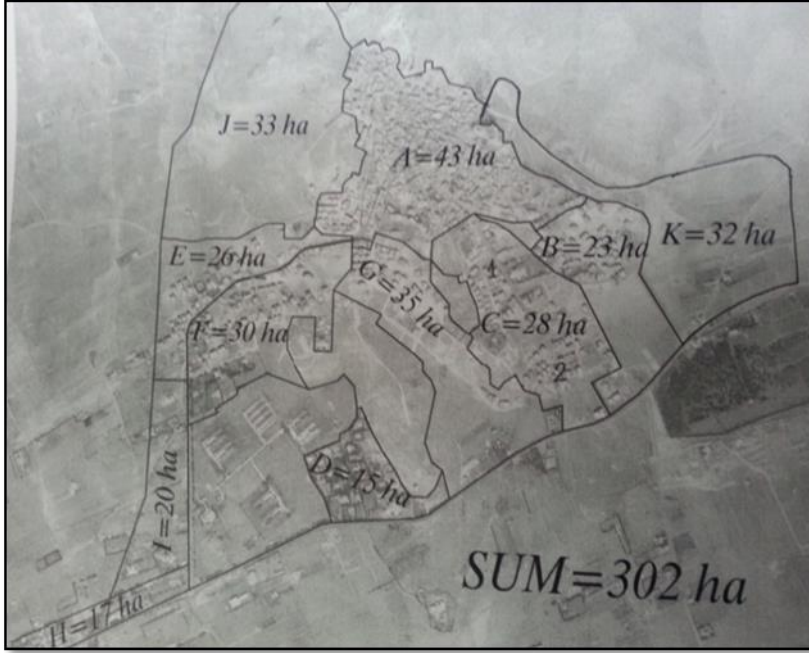 J=33 ha
A=43 ha
E=26 ha
G=35 ha
B=23 ha
K=32 ha
1
F=30 ha
C=28 ha
2
D=15 ha
I=20 ha
SUM=302 ha
H=17 ha